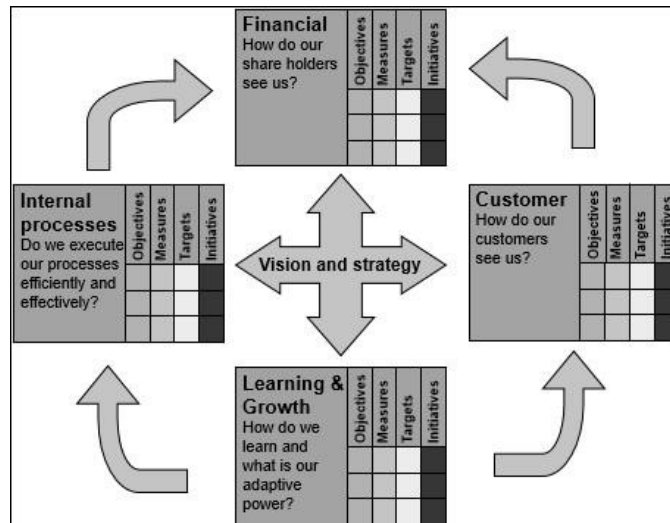 Financial
How do our
share holders
see us?
Objectives
Measures
Targets
Initiatives
Internal
processes
Do we execute
our processes
efficiently and
effectively?
Objectives
Measures
Targets
Initiatives
Vision and strategy
Customer
How do our
customers
see us?
Objectives
Measures
Targets
Initiatives
Learning &
Growth
How do we
learn and
what is our
adaptive
power?
Objectives
Measures
Targets
Initiatives